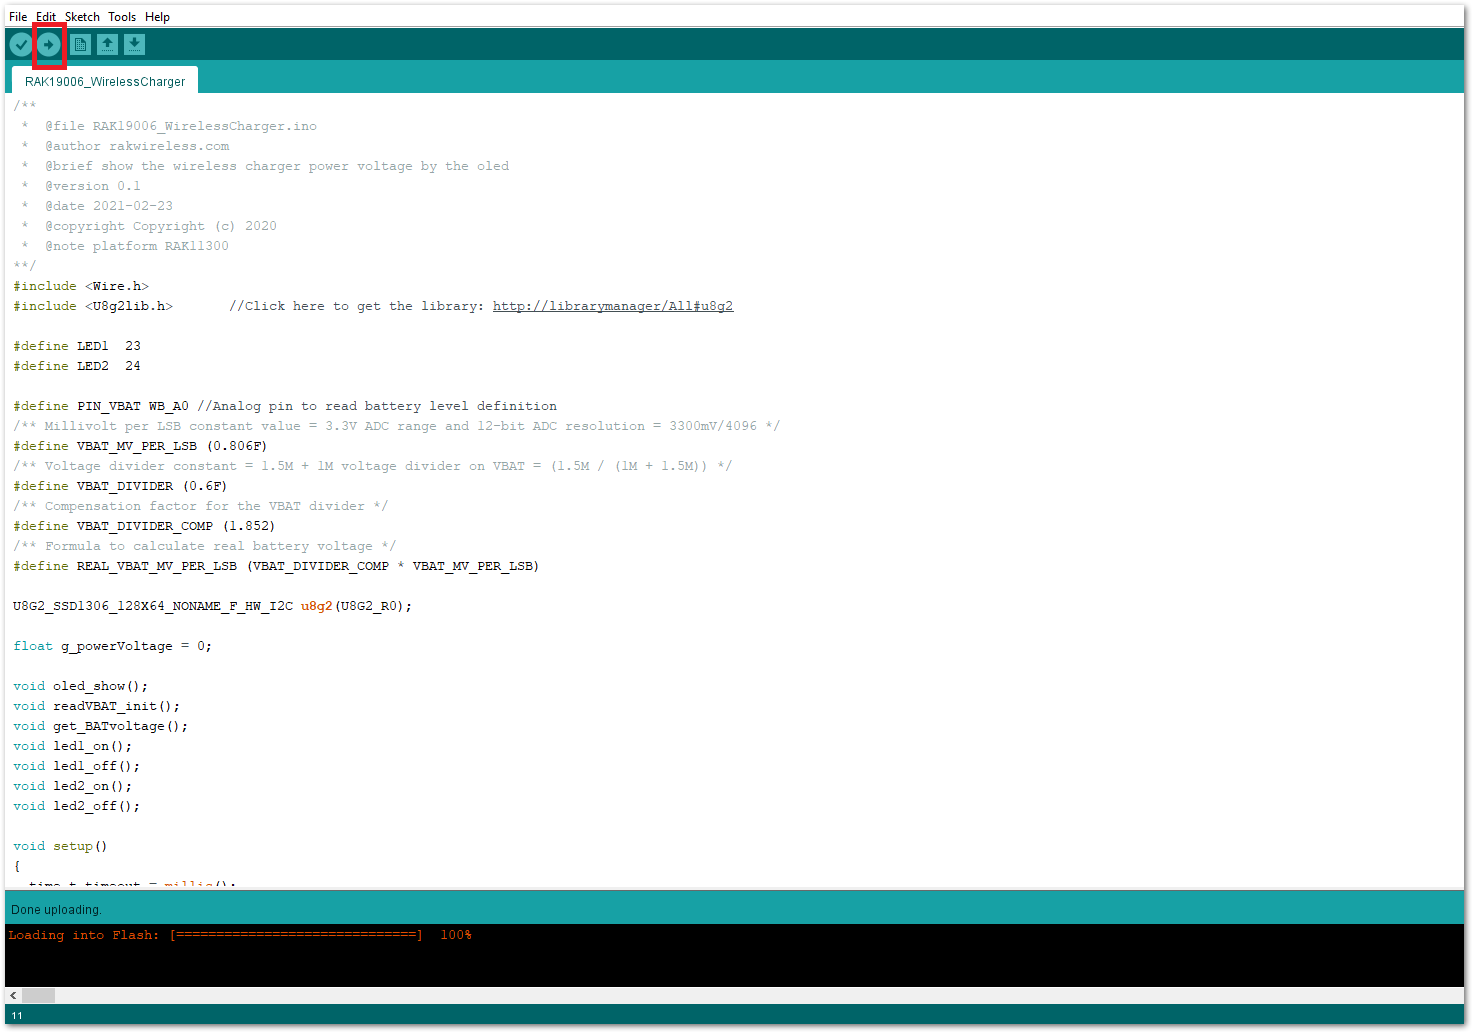 File Edit Sketch Tools Help
RAK19006_WirelessCharger
/**
 *  @file RAK19006_WirelessCharger.ino
 *  @author rakwireless.com
 *  @brief show the wireless charger power voltage by the oled
 *  @version 0.1
 *  @date 2021-02-23
 *  @copyright Copyright (c) 2020
 *  @note platform RAK11300
**/
#include <Wire.h>
#include <U8g2lib.h>       //Click here to get the library: http://librarymanager/All#u8g2
#define LED1  23
#define LED2  24
#define PIN_VBAT WB_A0 //Analog pin to read battery level definition
/** Millivolt per LSB constant value = 3.3V ADC range and 12-bit ADC resolution = 3300mV/4096 */
#define VBAT_MV_PER_LSB (0.806F)
/** Voltage divider constant = 1.5M + 1M voltage divider on VBAT = (1.5M / (1M + 1.5M)) */
#define VBAT_DIVIDER (0.6F)
/** Compensation factor for the VBAT divider */
#define VBAT_DIVIDER_COMP (1.852)
/** Formula to calculate real battery voltage */
#define REAL_VBAT_MV_PER_LSB (VBAT_DIVIDER_COMP * VBAT_MV_PER_LSB)
U8G2_SSD1306_128X64_NONAME_F_HW_I2C u8g2(U8G2_R0);
float g_powerVoltage = 0;
void oled_show();
void readVBAT_init();
void get_BATvoltage();
void led1_on();
void led1_off();
void led2_on();
void led2_off();
void setup()
{
  time_t timeout = millis();
Done uploading.
Loading into Flash: [==============================]  100%
11